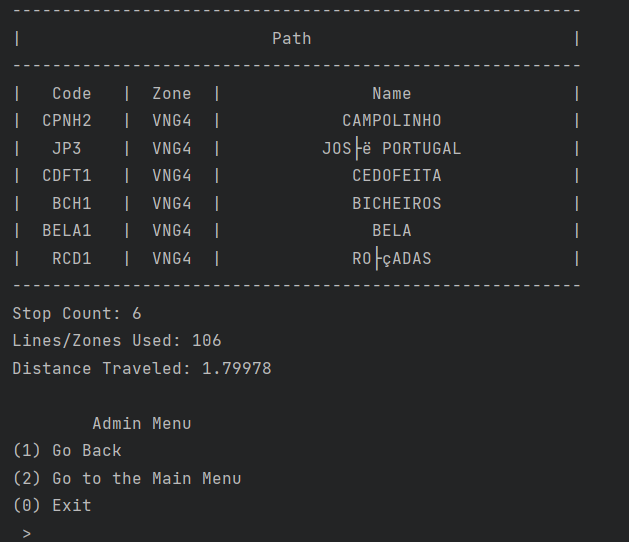 ---------------------------------------------------------
|                         Path                          |
---------------------------------------------------------
|   Code   |  Zone  |               Name                |
|  CPNH2   |  VNG4  |            CAMPOLINHO             |
|   JP3    |  VNG4  |          JOS├ë PORTUGAL           |
|  CDFT1   |  VNG4  |             CEDOFEITA             |
|   BCH1   |  VNG4  |             BICHEIROS             |
|  BELA1   |  VNG4  |               BELA                |
|   RCD1   |  VNG4  |             RO├çADAS              |
---------------------------------------------------------
Stop Count: 6
Lines/Zones Used: 106
Distance Traveled: 1.79978
Admin Menu
(1) Go Back
(2) Go to the Main Menu
(0) Exit
>